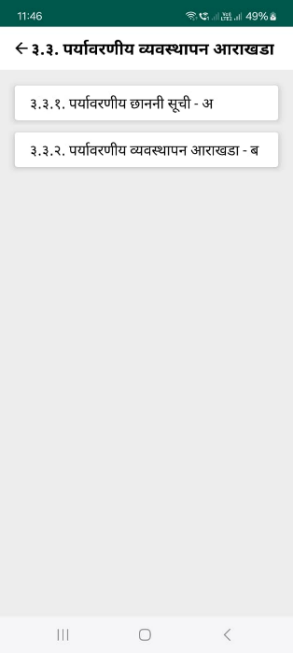 11:46
49%
३.३. पर्यावरणीय व्यवस्थापन आराखडा
३.३.१. पर्यावरणीय छाननी सूची - अ
३.३.२. पर्यावरणीय व्यवस्थापन आराखडा - ब